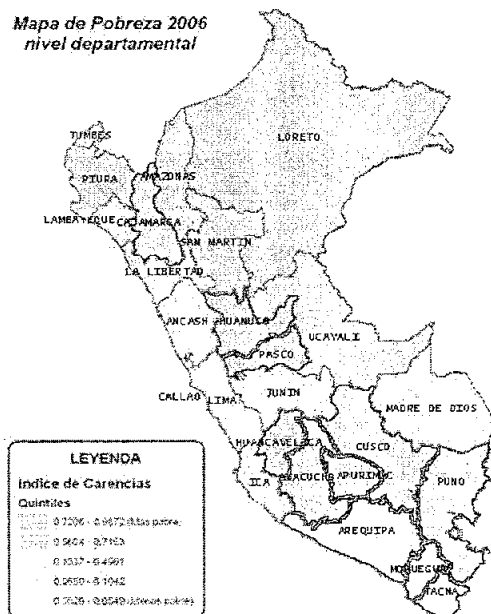 Mapa de Pobreza 2006
nivel departamental
LORETO
TUMBES
PIURA
AMAZONAS
LAMBAYEQUE
CAJAMARCA
SAN MARTIN
LA LIBERTAD
ANCASH
HUANUCO
UCAYALI
PASCO
CALLAO
LIMA
JUNIN
MADRE DE DIOS
HUANCAVELICA
CUSCO
ICA
AYACUCHO
APURIMAC
PUNO
AREQUIPA
MOQUEGUA
TACNA
LEYENDA
Indice de Carencias
Quintiles